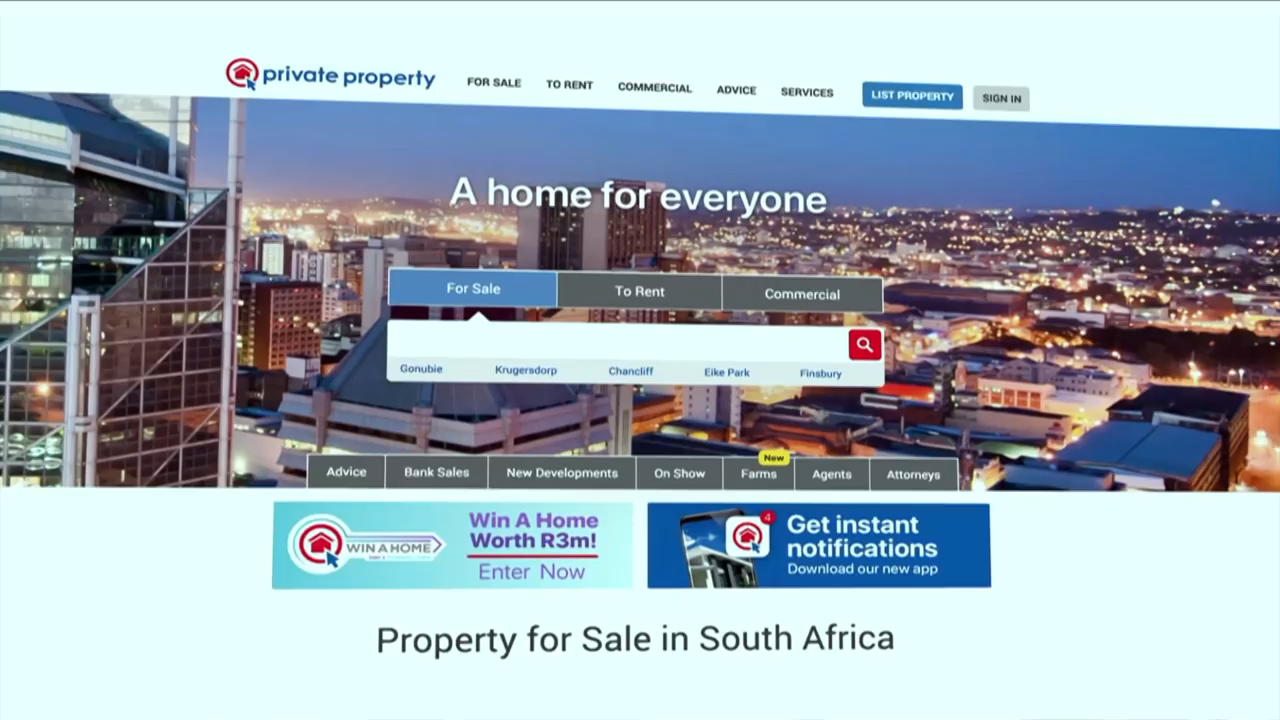 private property
FOR SALE
TO RENT
COMMERCIAL
ADVICE
SERVICES
LIST PROPERTY
SIGN IN
A home for everyone
For Sale
To Rent
Commercial
Gonubie
Krugersdorp
Chancliff
Eike Park
Finsbury
New
Advice
Bank Sales
New Developments
On Show
Farms
Agents
Attorneys
WIN A HOME
Win A Home
Worth R3m!
Enter Now
4
Get instant
notifications
Download our new app
Property for Sale in South Africa